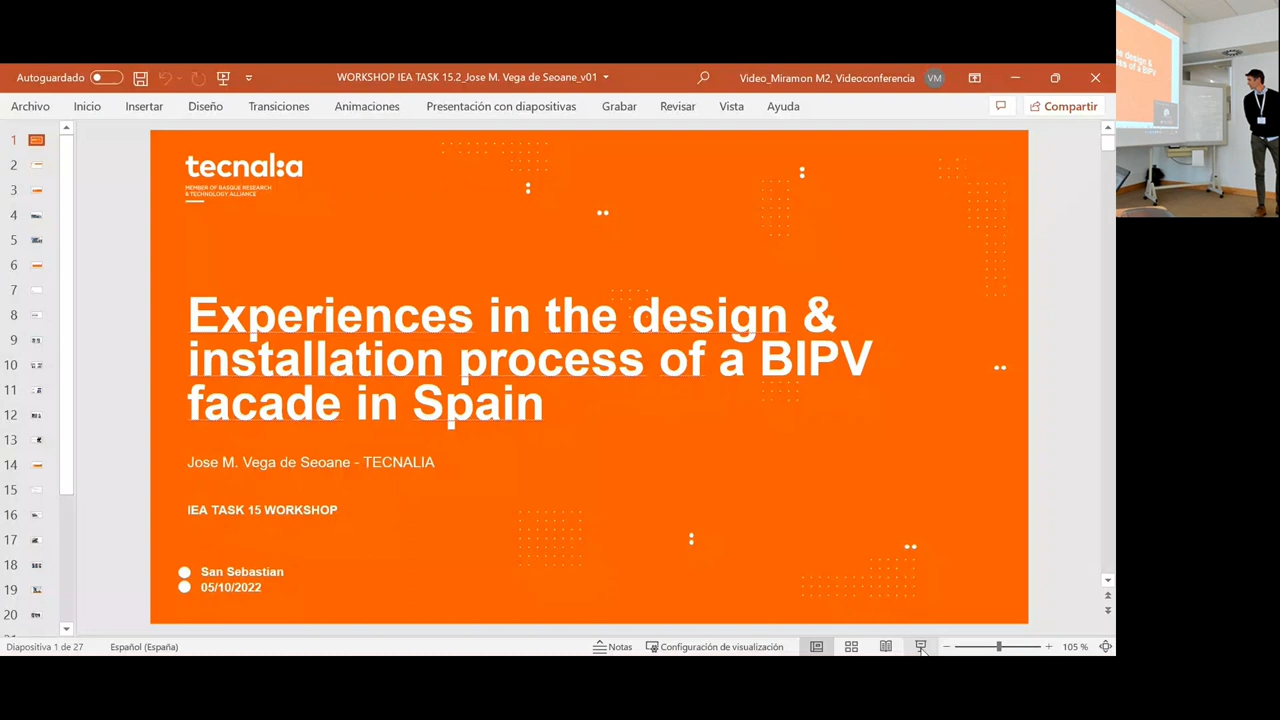 Autoguardado
WORKSHOP IEA TASK 15.2_Jose M. Vega de Seoane_v01
Video_Miramon M2, Videoconferencia
VM
Archivo
Inicio
Insertar
Diseño
Transiciones
Animaciones
Presentación con diapositivas
Grabar
Revisar
Vista
Ayuda
Compartir
1
2
3
4
5
6
7
8
9
10
11
12
13
14
15
16
17
18
19
20
tecnal:a
MEMBER OF BASQUE RESEARCH
& TECHNOLOGY ALLIANCE
Experiences in the design &
installation process of a BIPV
facade in Spain
Jose M. Vega de Seoane - TECNALIA
IEA TASK 15 WORKSHOP
San Sebastian
05/10/2022
Diapositiva 1 de 27
Español (España)
Notas
Configuración de visualización
105 %